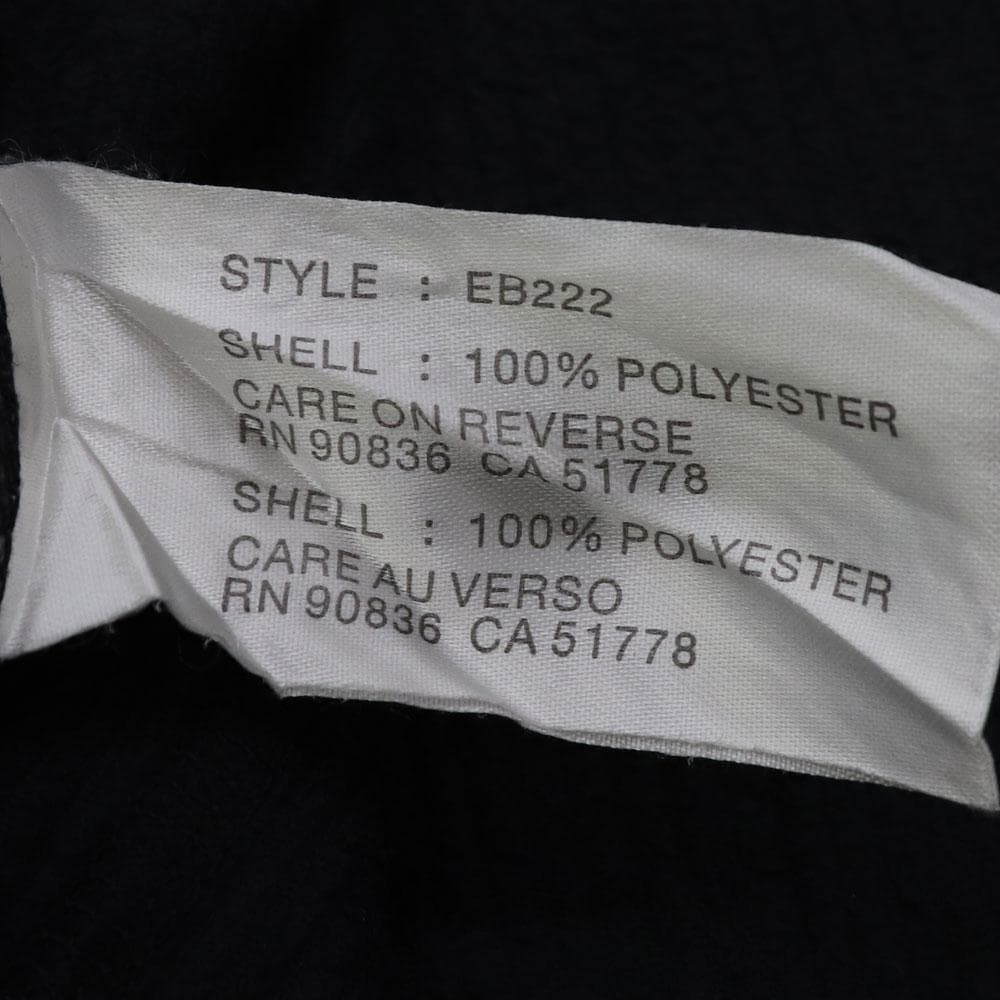 STYLE : EB222
SHELL : 100% POLYESTER
CARE ON REVERSE
RN 90836 CA 51778
SHELL : 100% POLYESTER
CARE AU VERSO
RN 90836 CA 51778